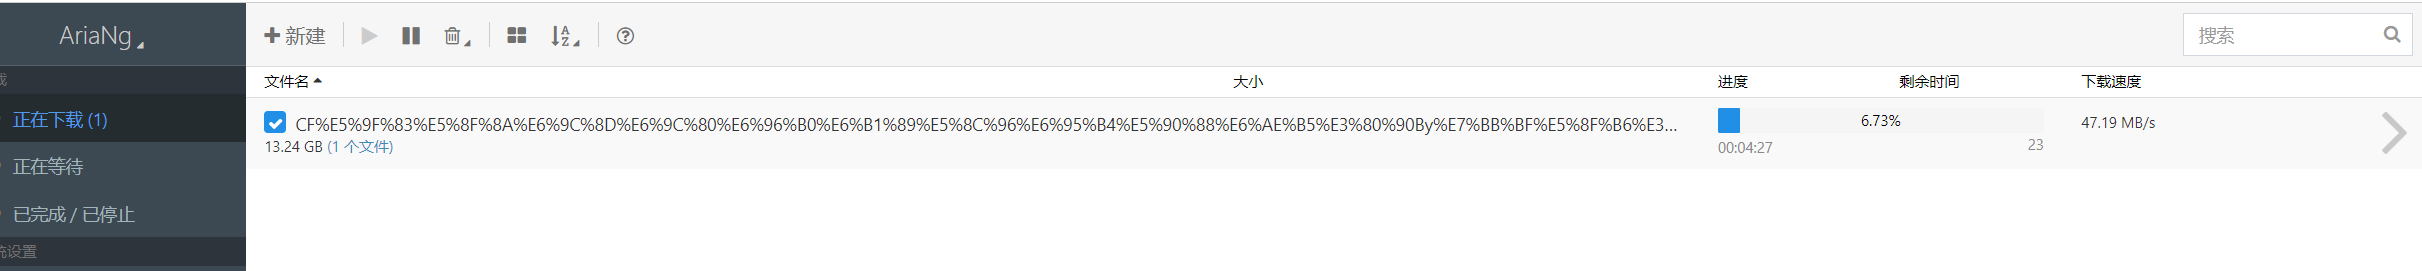 AriaNg
新建
搜索
载
文件名
大小
进度
剩余时间
下载速度
正在下载 (1)
CF%E5%9F%83%E5%8F%8A%E6%9C%8D%E6%9C%80%E6%96%B0%E6%B1%89%E5%8C%96%E6%95%B4%E5%90%88%E6%AE%B5%E3%80%90By%E7%BB%BF%E5%8F%B6%E3...
6.73%
47.19 MB/s
13.24 GB (1 个文件)
00:04:27
23
正在等待
已完成 / 已停止
统设置